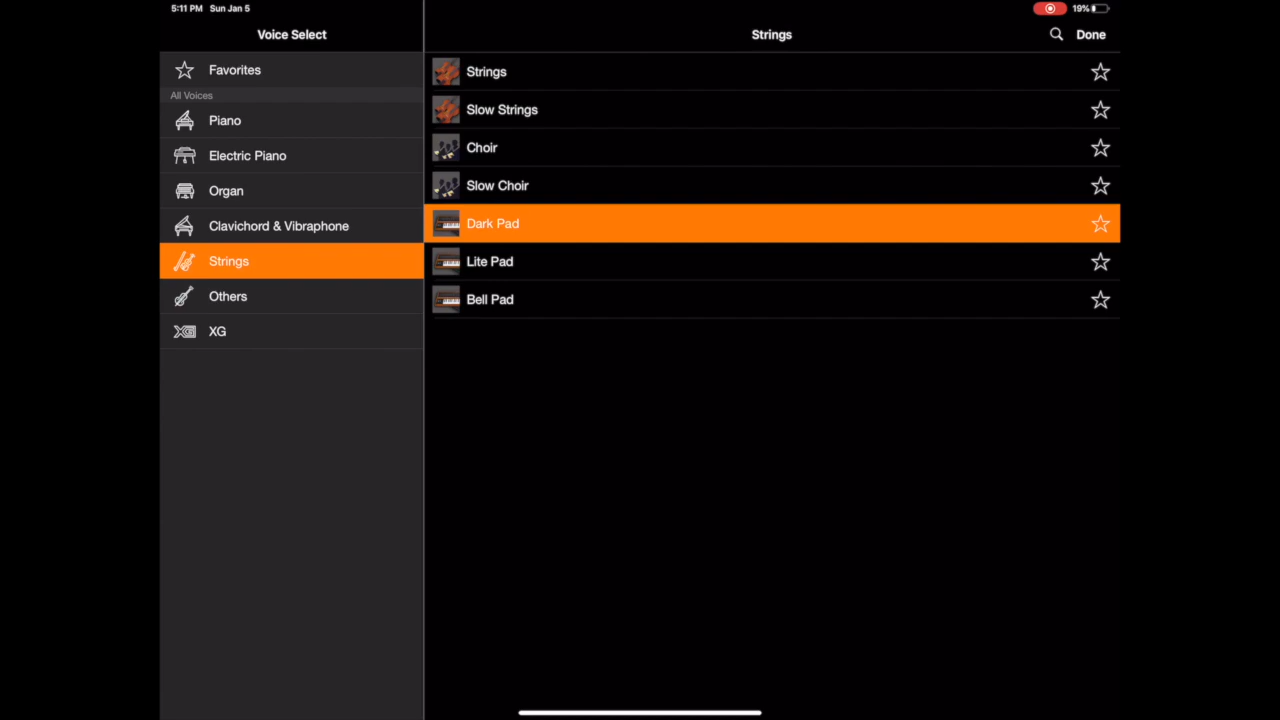 5:11 PM Sun Jan 5
19%
Voice Select
Favorites
All Voices
Piano
Electric Piano
Organ
Clavichord & Vibraphone
Strings
Others
XG
XG
Strings
Done
Strings
Slow Strings
Choir
Slow Choir
Dark Pad
Lite Pad
Bell Pad